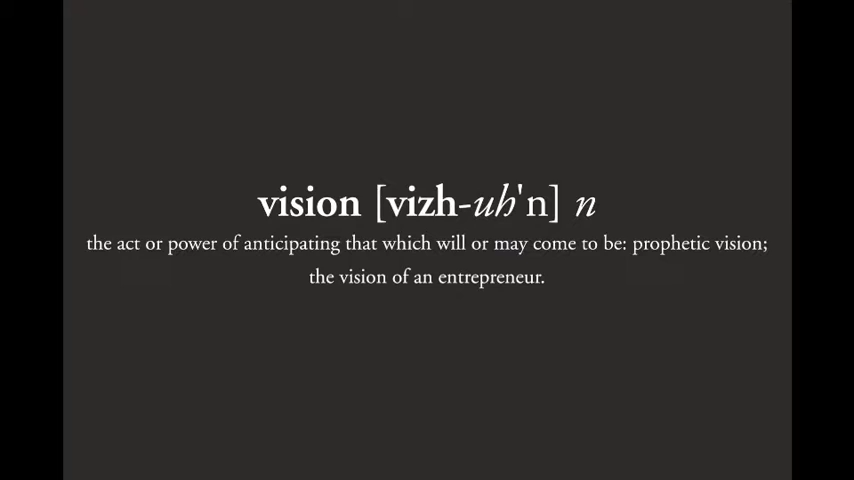 vision [vizh-uh'n] n
the act or power of anticipating that which will or may come to be: prophetic vision;
the vision of an entrepreneur.